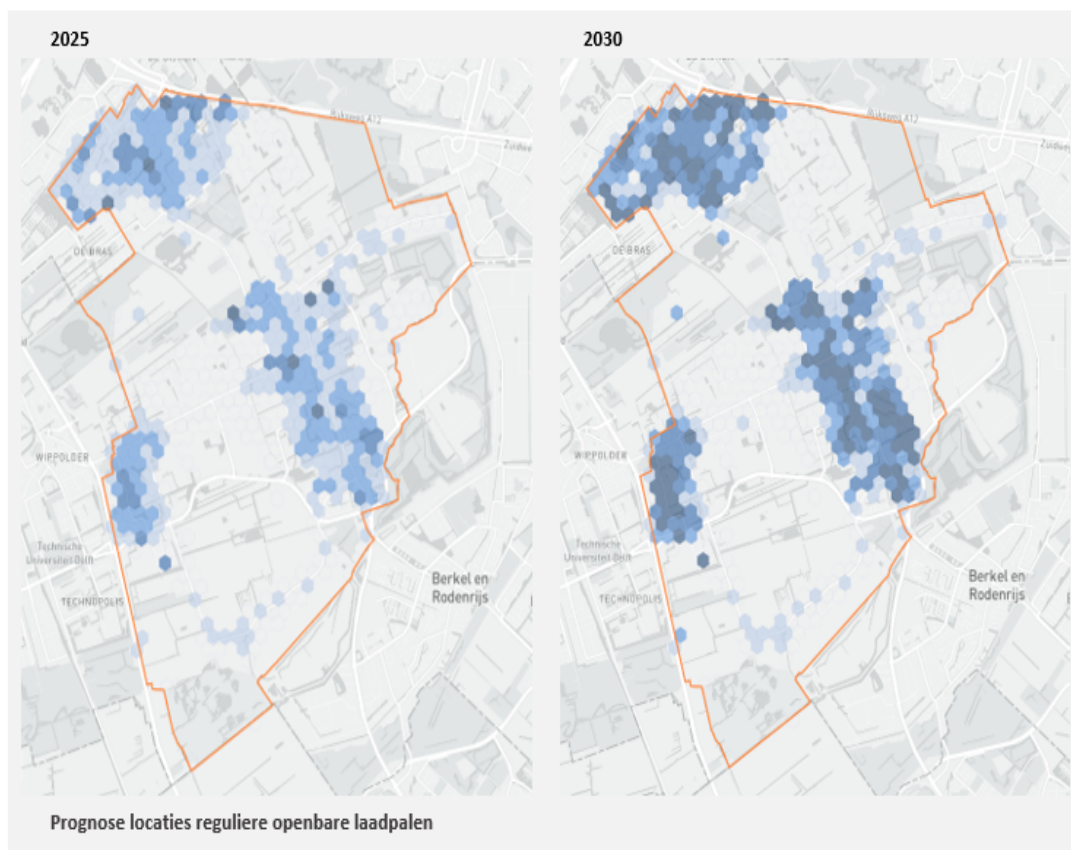 2025
2030
Rijksweg A12
Rijksweg A12
DE BRAS
DE BRAS
WIPPOLDER
WIPPOLDER
Technische
Universiteit Delft
Technische
Universiteit Delft
TECHNOPOLIS
TECHNOPOLIS
Berkel en
Rodenrijs
Berkel en
Rodenrijs
Prognose locaties reguliere openbare laadpalen